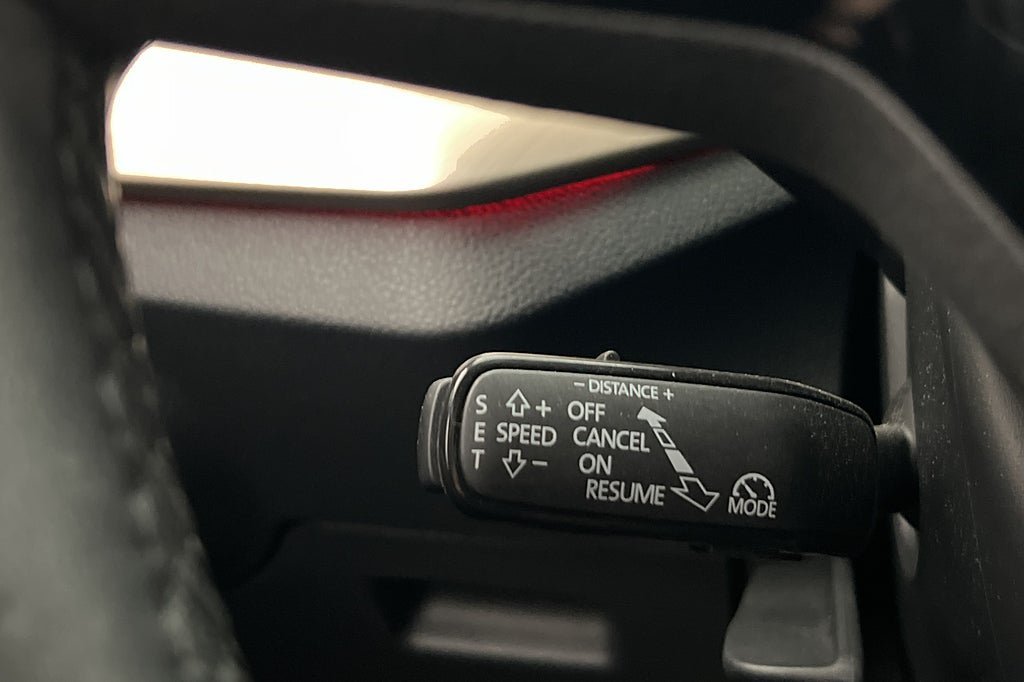 - DISTANCE +
S + OFF
E SPEED CANCEL
T - ON
RESUME
MODE